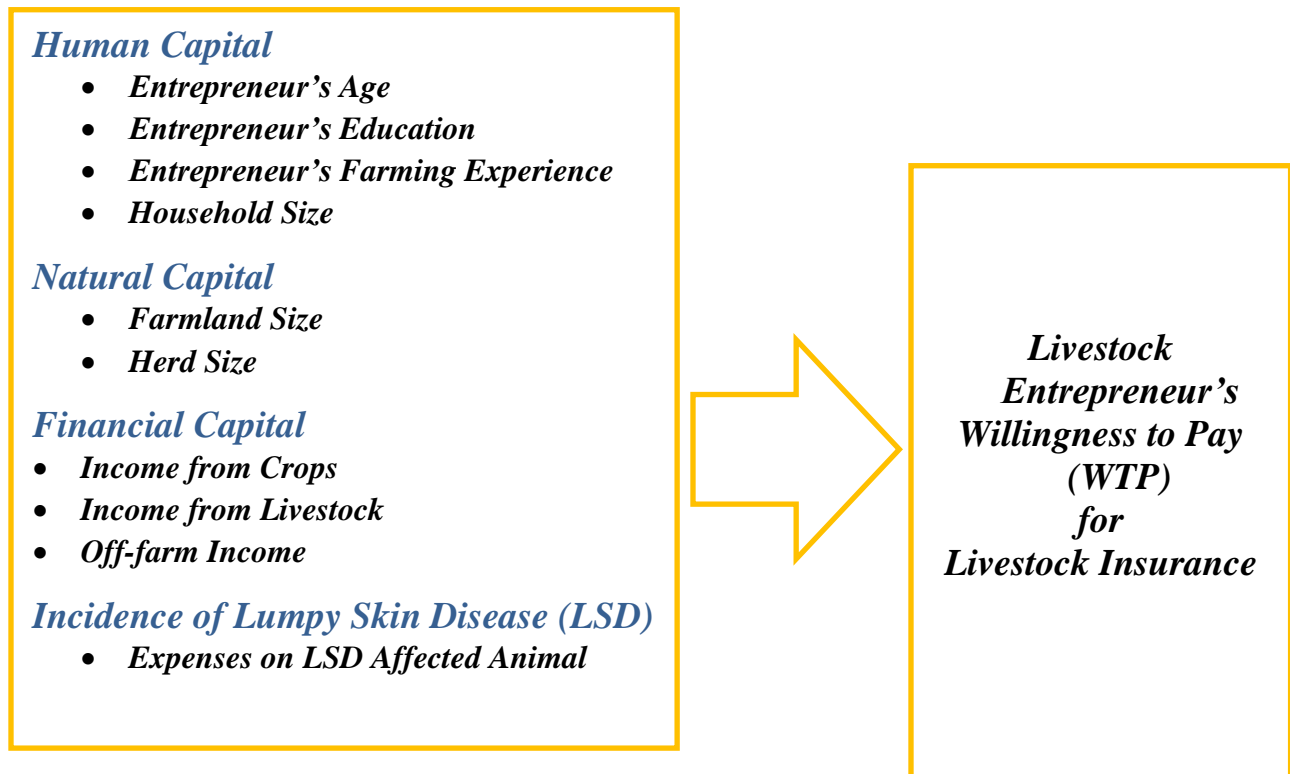 Human Capital
• Entrepreneur’s Age
• Entrepreneur’s Education
• Entrepreneur’s Farming Experience
• Household Size
Natural Capital
• Farmland Size
• Herd Size
Financial Capital
• Income from Crops
• Income from Livestock
• Off-farm Income
Incidence of Lumpy Skin Disease (LSD)
• Expenses on LSD Affected Animal
Livestock
Entrepreneur’s
Willingness to Pay
(WTP)
for
Livestock Insurance